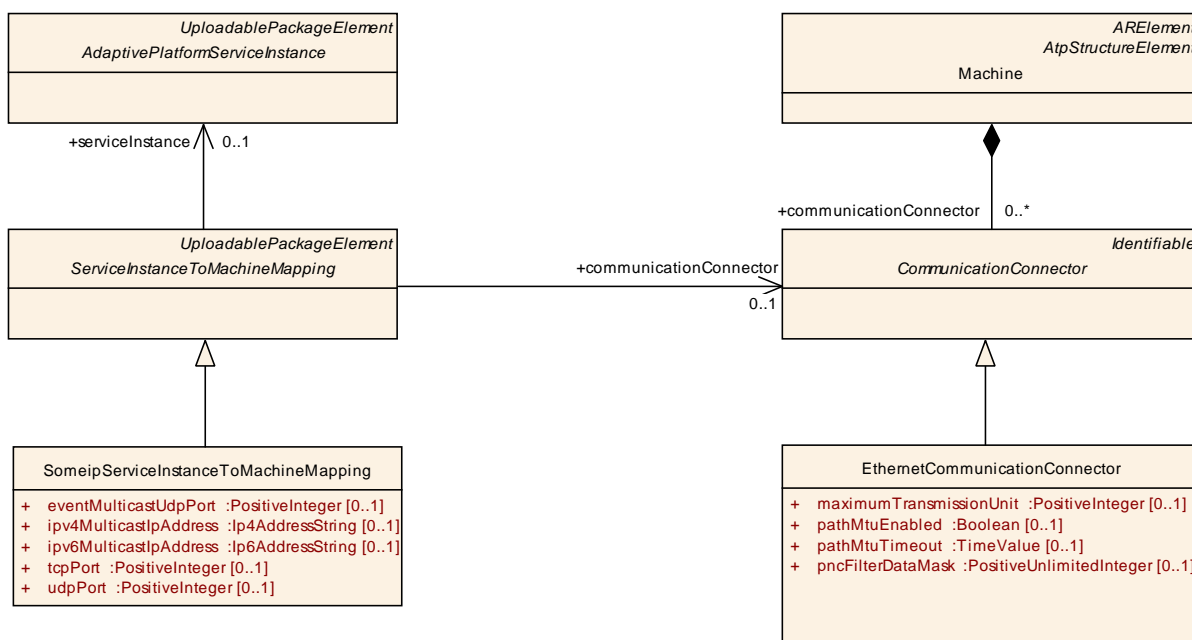 UploadablePackageElement
AdaptivePlatformServiceInstance
ARElement
AtpStructureElement
Machine
+serviceInstance 0..1
+communicationConnector 0..*
UploadablePackageElement
ServiceInstanceToMachineMapping
+communicationConnector
0..1
Identifiable
CommunicationConnector
SomeipServiceInstanceToMachineMapping
+ eventMulticastUdpPort :PositiveInteger [0..1]
+ ipv4MulticastIpAddress :Ip4AddressString [0..1]
+ ipv6MulticastIpAddress :Ip6AddressString [0..1]
+ tcpPort :PositiveInteger [0..1]
+ udpPort :PositiveInteger [0..1]
EthernetCommunicationConnector
+ maximumTransmissionUnit :PositiveInteger [0..1]
+ pathMtuEnabled :Boolean [0..1]
+ pathMtuTimeout :TimeValue [0..1]
+ pncFilterDataMask :PositiveUnlimitedInteger [0..1]